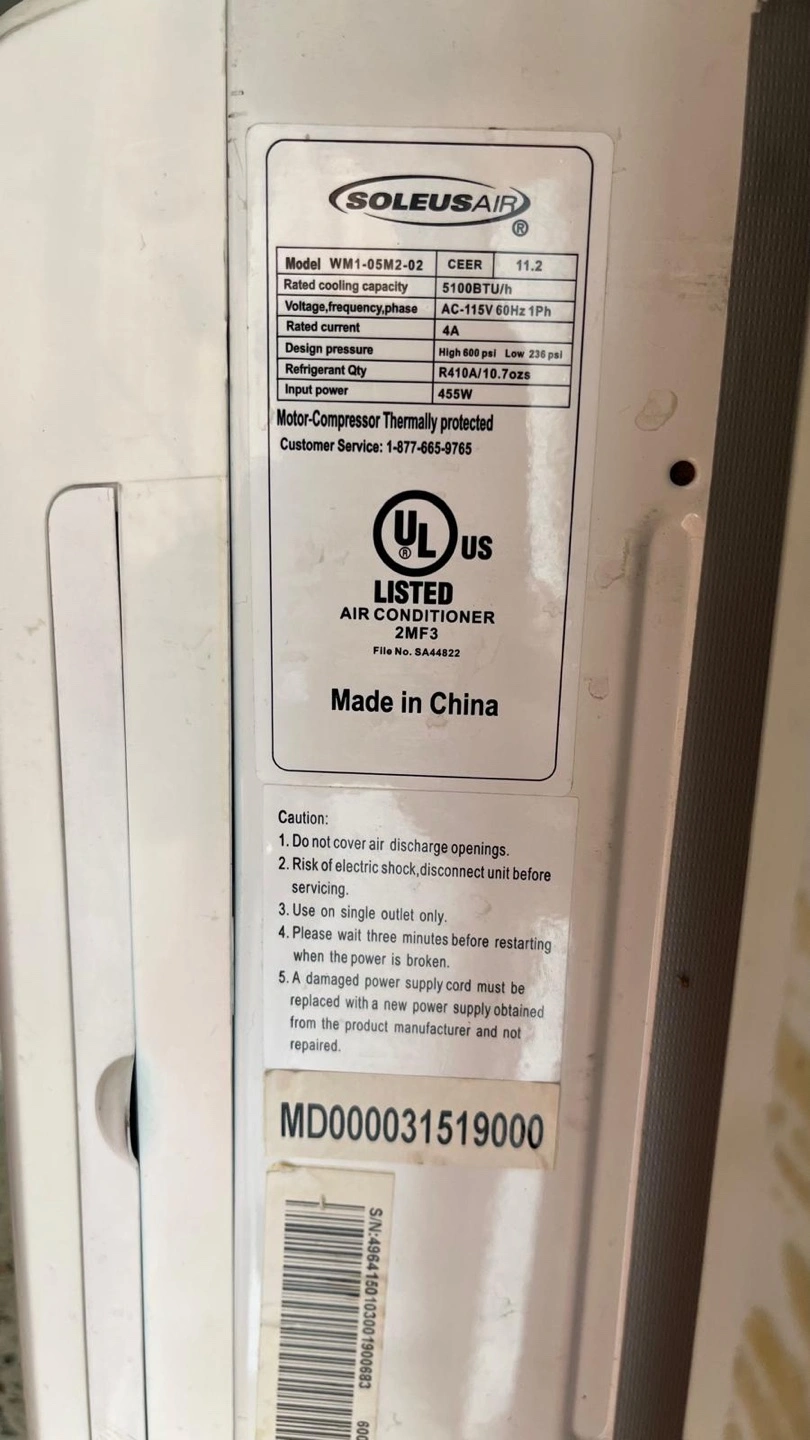 SOLEUSAIR
®
Model WM1-05M2-02 CEER 11.2
Rated cooling capacity 5100BTU/h
Voltage,frequency,phase AC-115V 60Hz 1Ph
Rated current 4A
Design pressure High 600 psi Low 236 psi
Refrigerant Qty R410A/10.7ozs
Input power 455W
Motor-Compressor Thermally protected
Customer Service: 1-877-665-9765
UL® US
LISTED
AIR CONDITIONER
2MF3
File No. SA44822
Made in China
Caution:
1. Do not cover air discharge openings.
2. Risk of electric shock,disconnect unit before
servicing.
3. Use on single outlet only.
4. Please wait three minutes before restarting
when the power is broken.
5. A damaged power supply cord must be
replaced with a new power supply obtained
from the product manufacturer and not
repaired.
MD000031519000
S/N:4964150103001900683